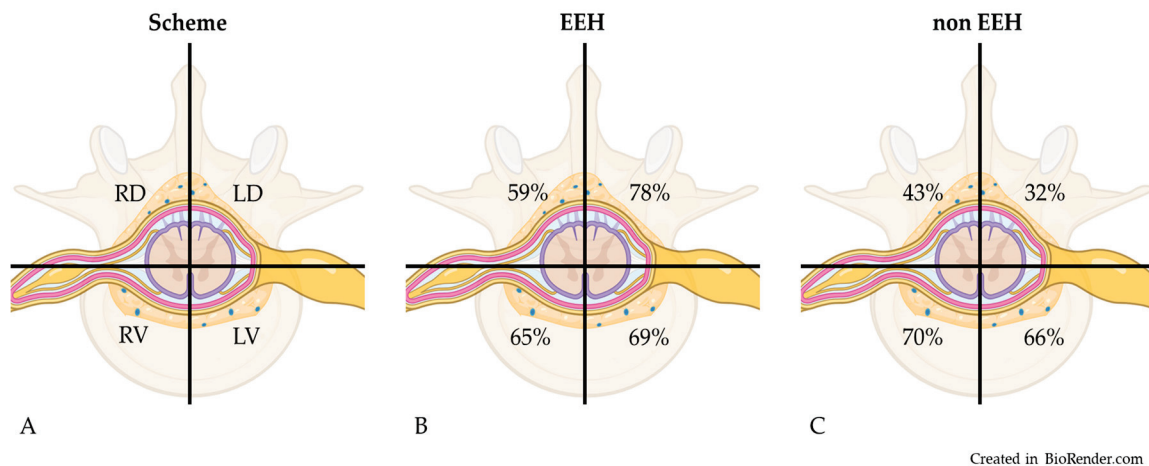 Scheme
EEH
non EEH
RD LD
59% 78%
43% 32%
RV LV
65% 69%
70% 66%
A
B
C
Created in BioRender.com